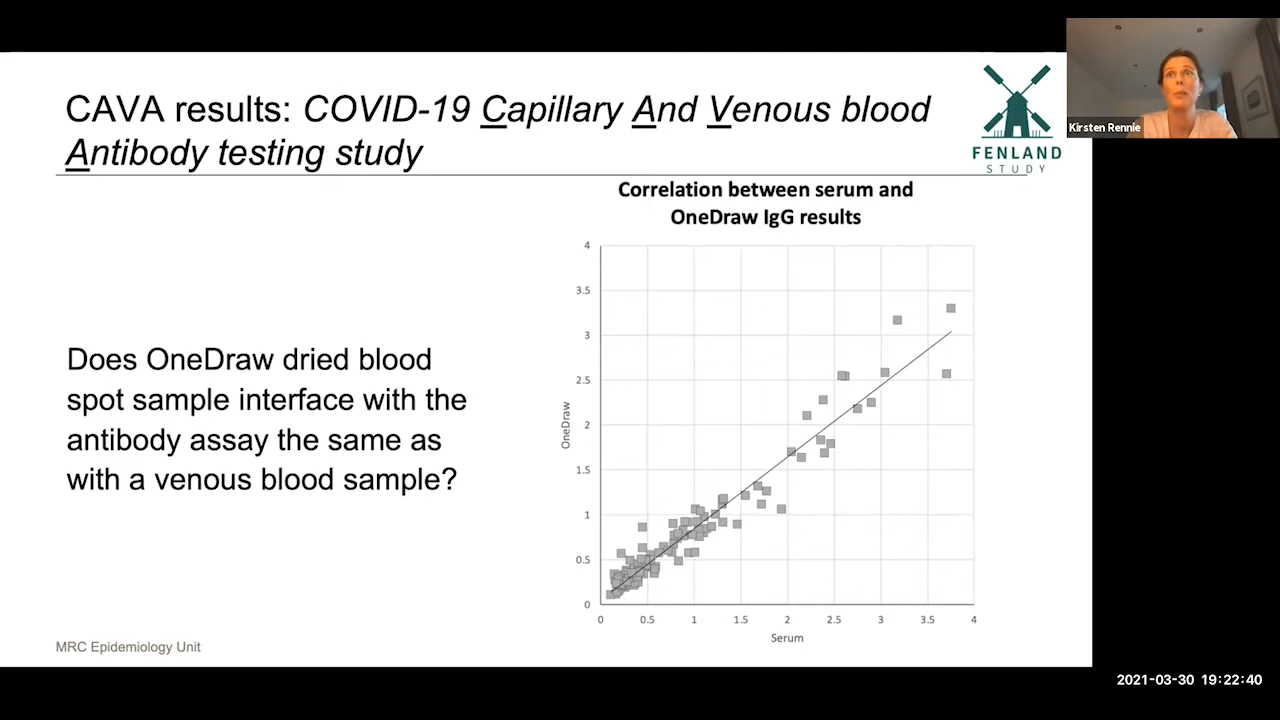 CAVA results: COVID-19 Capillary And Venous blood
Antibody testing study
FENLAND
STUDY
Kirsten Rennie
Correlation between serum and
OneDraw IgG results
Does OneDraw dried blood
spot sample interface with the
antibody assay the same as
with a venous blood sample?
4
3.5
3
2.5
2
1.5
1
0.5
0
OneDraw
0 0.5 1 1.5 2 2.5 3 3.5 4
Serum
MRC Epidemiology Unit
2021-03-30 19:22:40